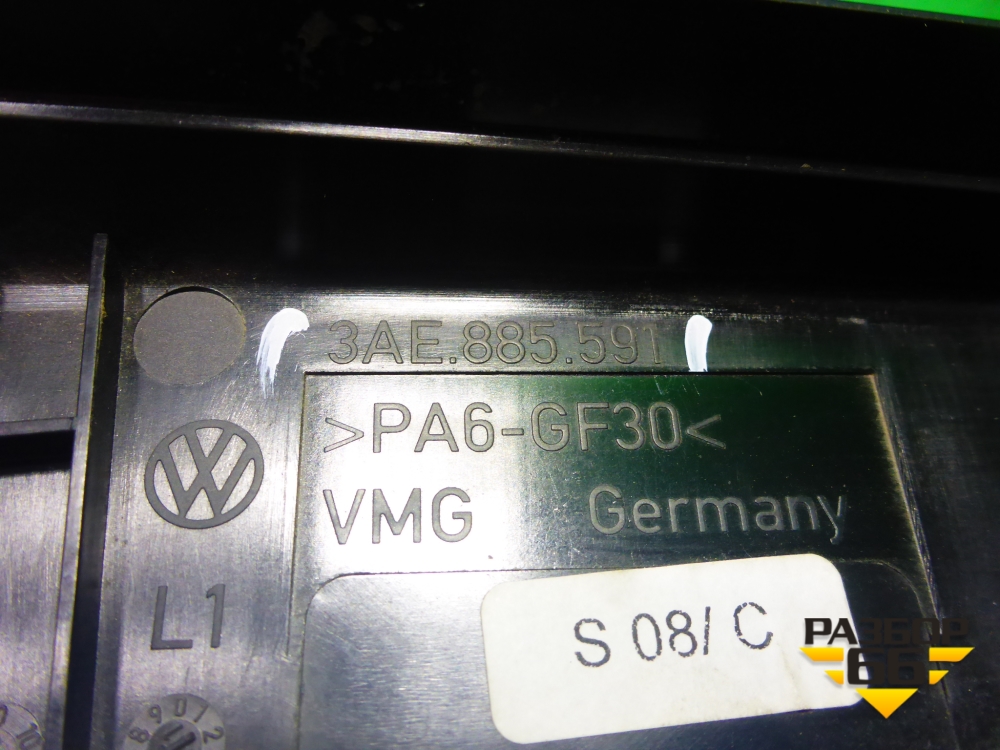 3AE.885.591
>PA6-GF30<
VMG Germany
L1
S 08/ C
РАЗБОР
66